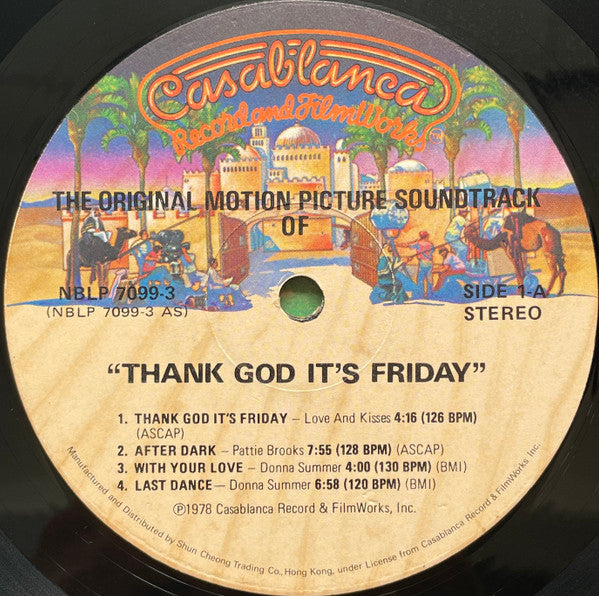 Casablanca
Record and FilmWorks
THE ORIGINAL MOTION PICTURE SOUNDTRACK
OF
NBLP 7099-3
(NBLP 7099-3 AS)
SIDE 1-A
STEREO
“THANK GOD IT'S FRIDAY”
1. THANK GOD IT'S FRIDAY – Love And Kisses 4:16 (126 BPM)
(ASCAP)
2. AFTER DARK – Pattie Brooks 7:55 (128 BPM) (ASCAP)
3. WITH YOUR LOVE – Donna Summer 4:00 (130 BPM) (BMI)
4. LAST DANCE – Donna Summer 6:58 (120 BPM) (BMI)
Ⓟ1978 Casablanca Record & FilmWorks, Inc.
Manufactured and Distributed by Shun Cheong Trading Co., Hong Kong, under License from Casablanca Record & FilmWorks Inc.